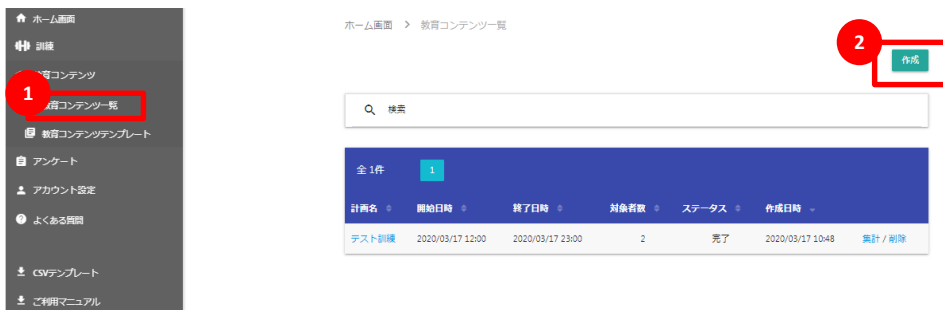 ホーム画面
訓練
教育コンテンツ
1
教育コンテンツ一覧
教育コンテンツテンプレート
アンケート
アカウント設定
よくある質問
CSVテンプレート
ご利用マニュアル
ホーム画面 > 教育コンテンツ一覧
2
作成
検索
全 1件 1
計画名 開始日時 終了日時 対象者数 ステータス 作成日時
テスト訓練 2020/03/17 12:00 2020/03/17 23:00 2 完了 2020/03/17 10:48 集計 / 削除